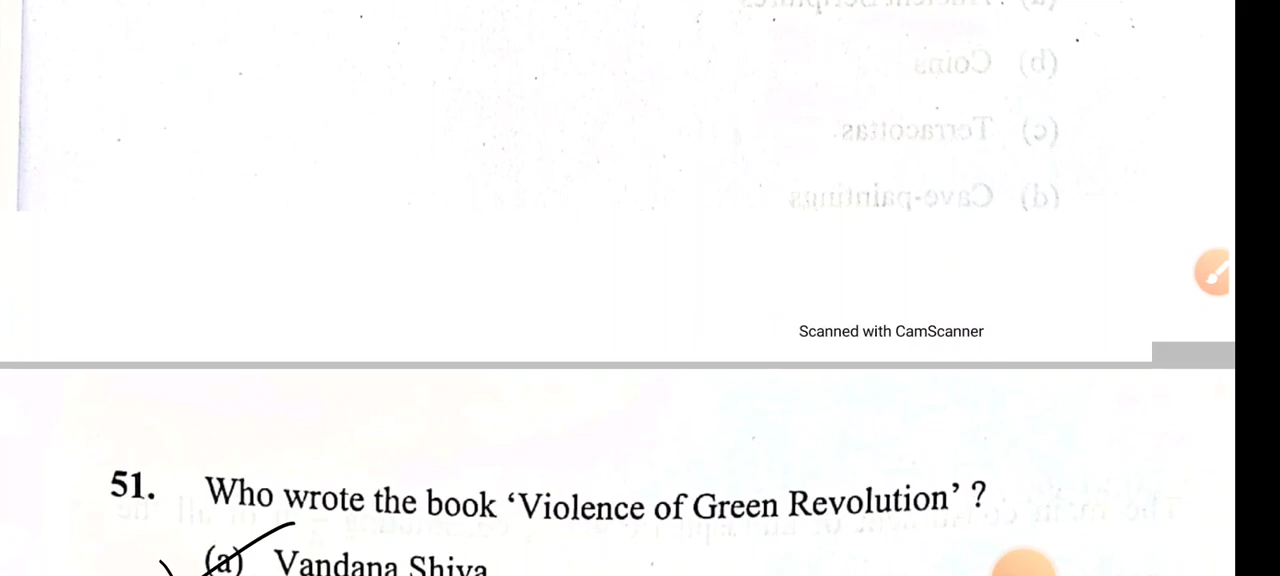 (b) Coins
(c) Terracottas
(d) Cave-paintings
Scanned with CamScanner
51. Who wrote the book ‘Violence of Green Revolution’ ?
(a) Vandana Shiva